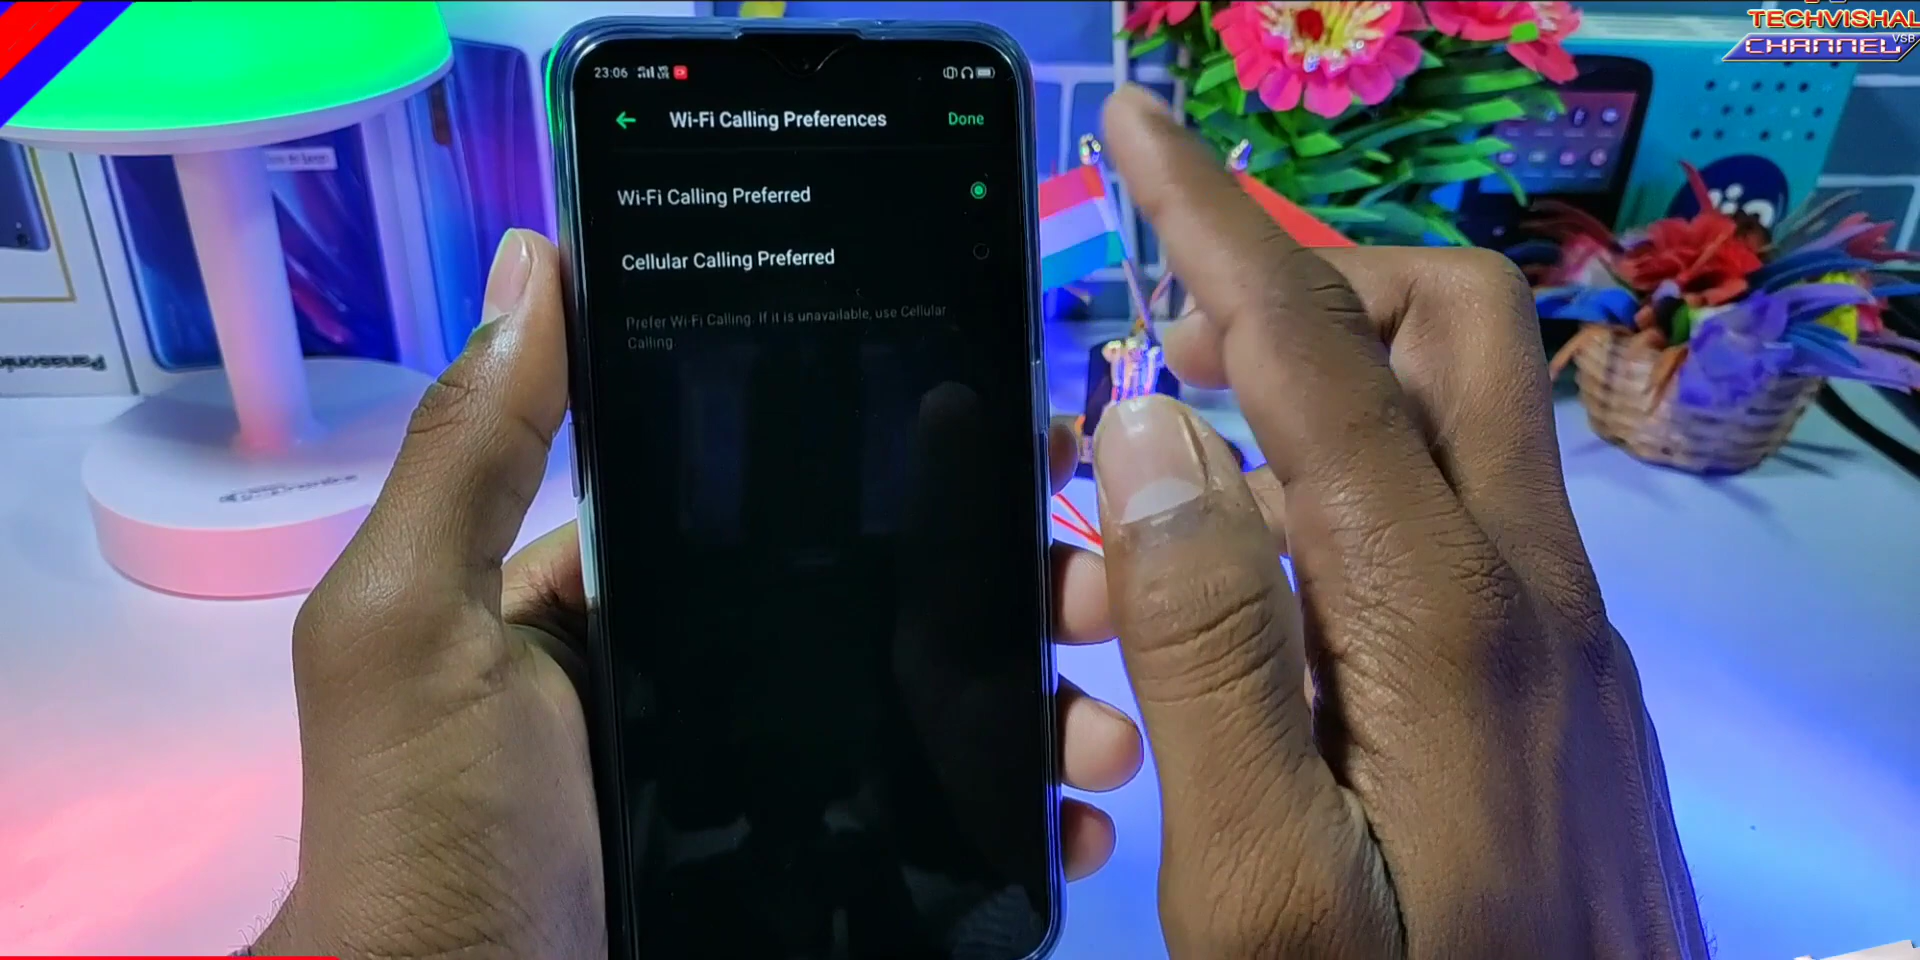 TECHVISHAL
CHANNEL VSB
23:06
Wi-Fi Calling Preferences
Done
Wi-Fi Calling Preferred
Cellular Calling Preferred
Prefer Wi-Fi Calling. If it is unavailable, use Cellular
Calling.
Panasonic